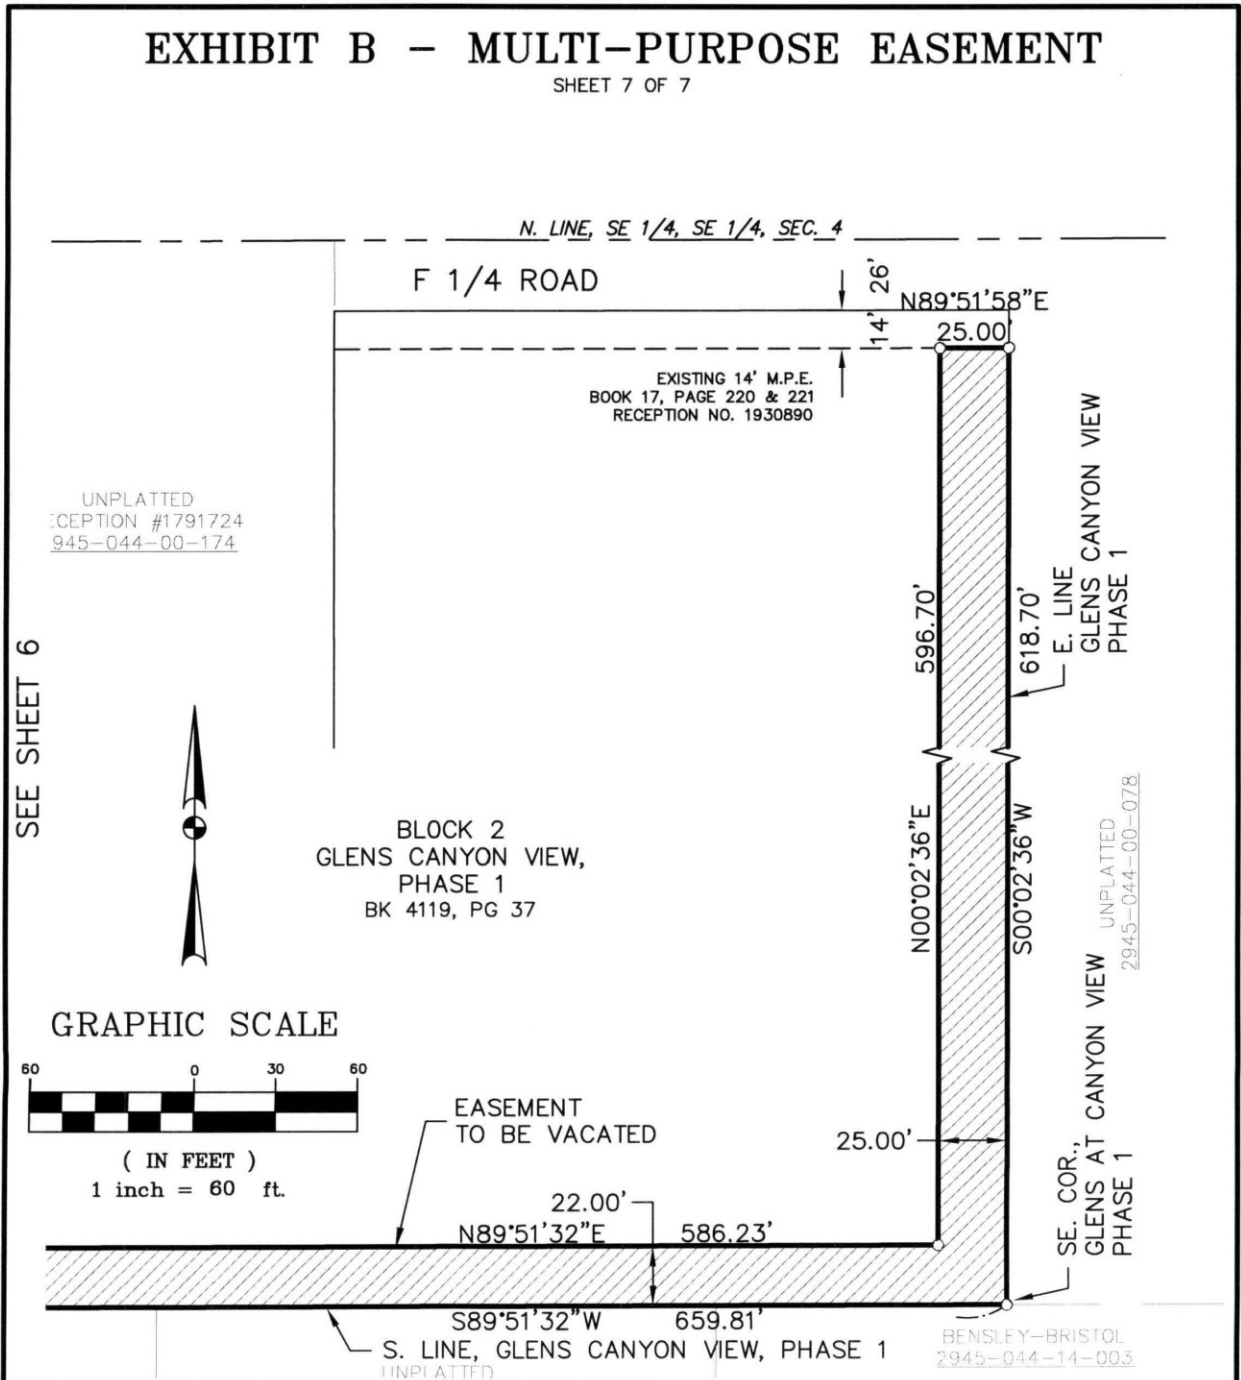 EXHIBIT B – MULTI–PURPOSE EASEMENT
SHEET 7 OF 7
N. LINE, SE 1/4, SE 1/4, SEC. 4
F 1/4 ROAD
26'
14'
N89°51'58"E
25.00'
EXISTING 14' M.P.E.
BOOK 17, PAGE 220 & 221
RECEPTION NO. 1930890
UNPLATTED
CEPTION #1791724
945–044–00–174
SEE SHEET 6
596.70'
618.70'
E. LINE
GLENS CANYON VIEW
PHASE 1
N00°02'36"E
S00°02'36"W
UNPLATTED
2945–044–00–078
BLOCK 2
GLENS CANYON VIEW,
PHASE 1
BK 4119, PG 37
GRAPHIC SCALE
60 0 30 60
( IN FEET )
1 inch = 60 ft.
EASEMENT
TO BE VACATED
25.00'
SE. COR.,
GLENS AT CANYON VIEW
PHASE 1
22.00'
N89°51'32"E 586.23'
S89°51'32"W 659.81'
S. LINE, GLENS CANYON VIEW, PHASE 1
UNPLATTED
BENSLEY–BRISTOL
2945–044–14–003